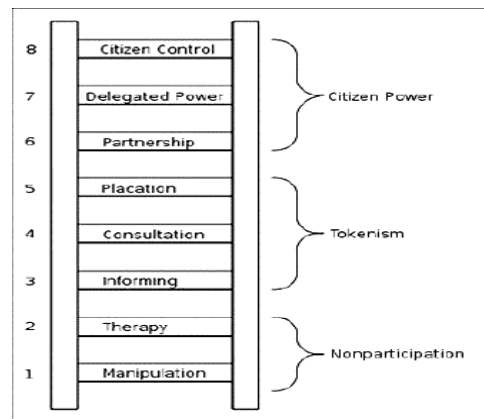 8 Citizen Control
7 Delegated Power
Citizen Power
6 Partnership
5 Placation
4 Consultation
Tokenism
3 Informing
2 Therapy
Nonparticipation
1 Manipulation